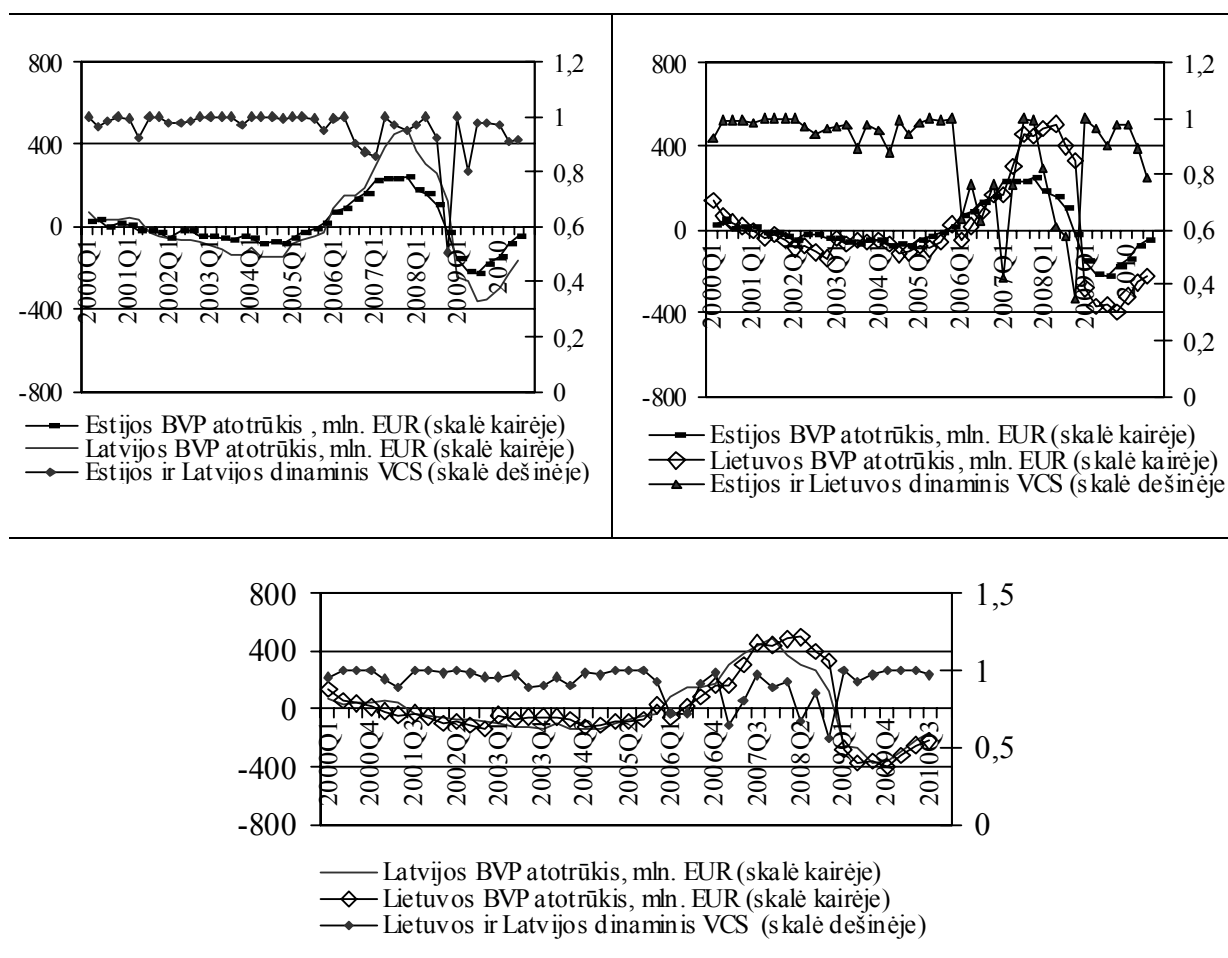 800
400
0
-400
-800
1,2
1
0,8
0,6
0,4
0,2
0
2000Q1
2001Q1
2002Q1
2003Q1
2004Q1
2005Q1
2006Q1
2007Q1
2008Q1
2009Q1
Estijos BVP atotrūkis , mln. EUR (skalė kairėje)
Latvijos BVP atotrūkis, mln. EUR (skalė kairėje)
Estijos ir Latvijos dinaminis VCS (skalė dešinėje)
800
400
0
-400
-800
1,2
1
0,8
0,6
0,4
0,2
0
2000Q1
2001Q1
2002Q1
2003Q1
2004Q1
2005Q1
2006Q1
2007Q1
2008Q1
Estijos BVP atotrūkis, mln. EUR (skalė kairėje)
Lietuvos BVP atotrūkis, mln. EUR (skalė kairėje)
Estijos ir Lietuvos dinaminis VCS (skalė dešinėje
800
400
0
-400
-800
1,5
1
0,5
0
2000Q1
2000Q4
2001Q3
2002Q2
2003Q1
2003Q4
2004Q3
2005Q2
2006Q1
2006Q4
2007Q3
2008Q2
2009Q1
2009Q4
2010Q3
Latvijos BVP atotrūkis, mln. EUR (skalė kairėje)
Lietuvos BVP atotrūkis, mln. EUR (skalė kairėje)
Lietuvos ir Latvijos dinaminis VCS (skalė dešinėje)